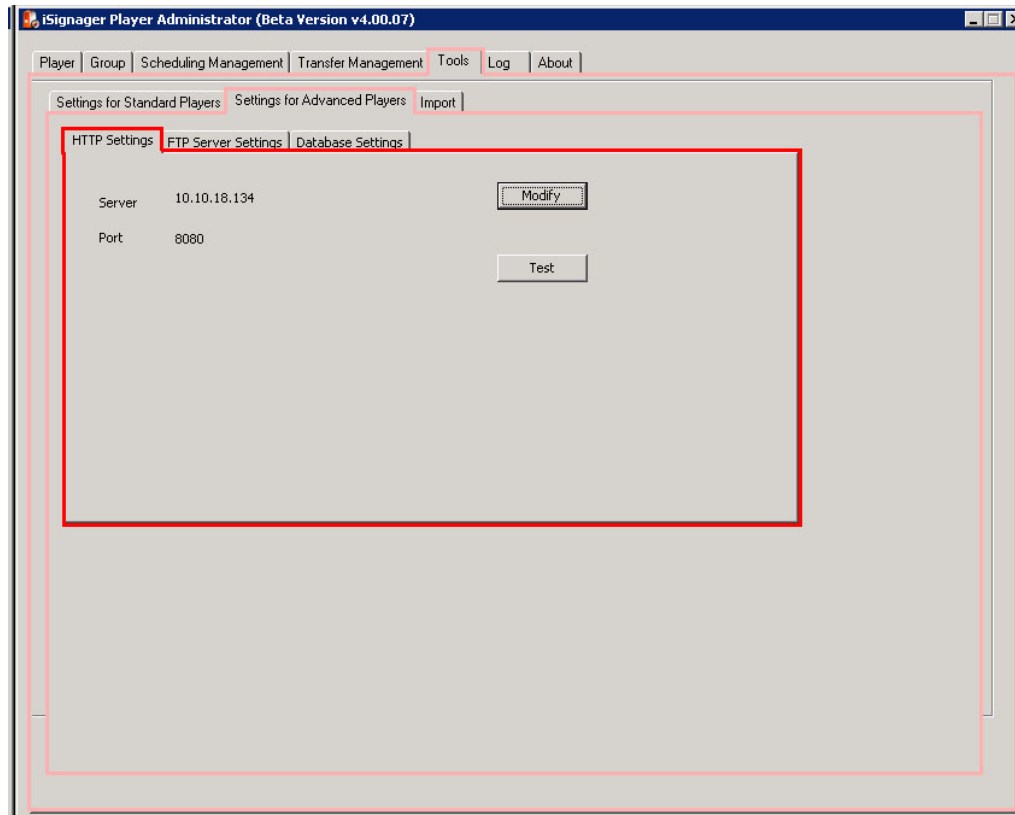 iSignager Player Administrator (Beta Version v4.00.07)
Player Group Scheduling Management Transfer Management Tools Log About
Settings for Standard Players Settings for Advanced Players Import
HTTP Settings FTP Server Settings Database Settings
Server 10.10.18.134 Modify
Port 8080
Test